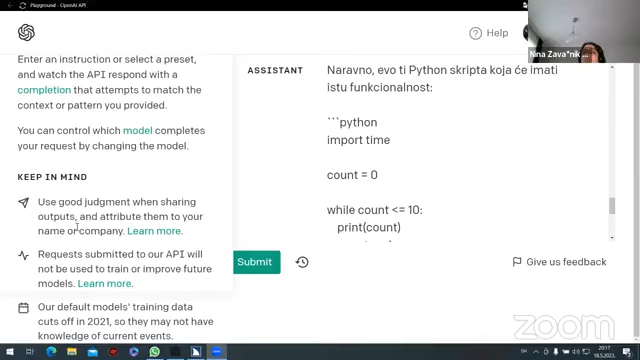 Playground - OpenAI API
Help
Nina Zava*nik
Enter an instruction or select a preset,
and watch the API respond with a
completion that attempts to match the
context or pattern you provided.
You can control which model completes
your request by changing the model.
KEEP IN MIND
Use good judgment when sharing
outputs, and attribute them to your
name or company. Learn more.
Requests submitted to our API will
not be used to train or improve future
models. Learn more.
Our default models' training data
cuts off in 2021, so they may not have
knowledge of current events.
ASSISTANT
Naravno, evo ti Python skripta koja će imati
istu funkcionalnost:
```python
import time
count = 0
while count <= 10:
print(count)
Submit
Give us feedback
zoom
20:17
18.5.2023.